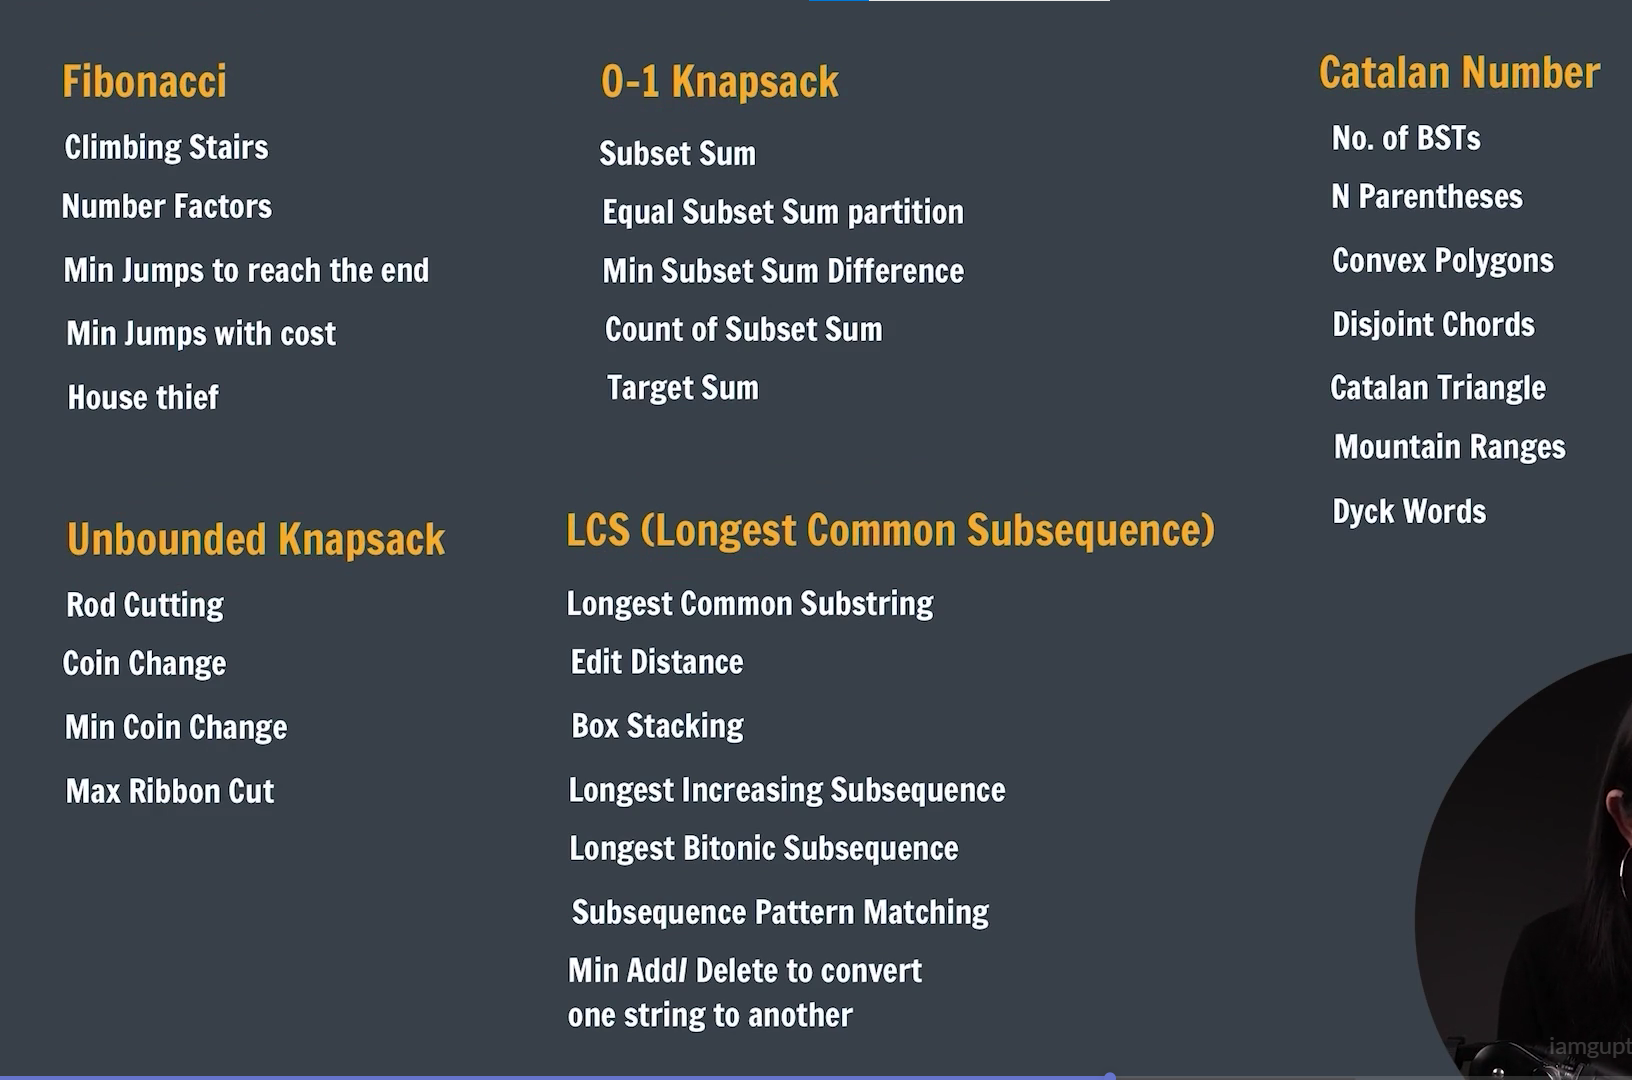 Fibonacci
Climbing Stairs
Number Factors
Min Jumps to reach the end
Min Jumps with cost
House thief
0-1 Knapsack
Subset Sum
Equal Subset Sum partition
Min Subset Sum Difference
Count of Subset Sum
Target Sum
Catalan Number
No. of BSTs
N Parentheses
Convex Polygons
Disjoint Chords
Catalan Triangle
Mountain Ranges
Dyck Words
Unbounded Knapsack
Rod Cutting
Coin Change
Min Coin Change
Max Ribbon Cut
LCS (Longest Common Subsequence)
Longest Common Substring
Edit Distance
Box Stacking
Longest Increasing Subsequence
Longest Bitonic Subsequence
Subsequence Pattern Matching
Min Add/ Delete to convert
one string to another
iamgupt